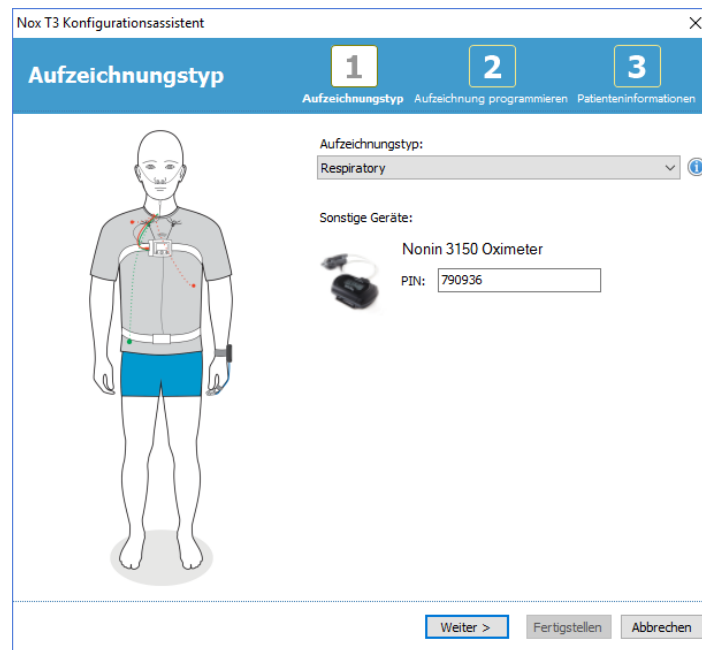 Nox T3 Konfigurationsassistent
Aufzeichnungstyp
1
2
3
Aufzeichnungstyp Aufzeichnung programmieren Patienteninformationen
Aufzeichnungstyp:
Respiratory
Sonstige Geräte:
Nonin 3150 Oximeter
PIN: 790936
Weiter > Fertigstellen Abbrechen